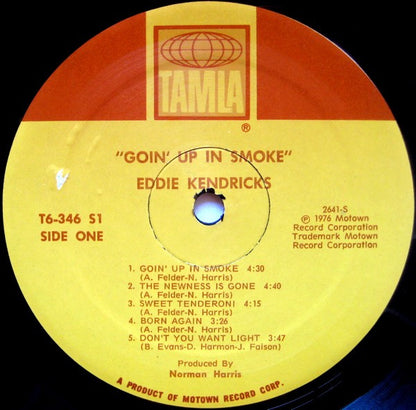 TAMLA
®
"GOIN' UP IN SMOKE"
EDDIE KENDRICKS
T6-346 S1
SIDE ONE
2641-S
℗ 1976 Motown
Record Corporation
Trademark Motown
Record Corporation
1. GOIN' UP IN SMOKE 4:30
(A. Felder-N. Harris)
2. THE NEWNESS IS GONE 4:40
(A. Felder-N. Harris)
3. SWEET TENDERONI 4:15
(A. Felder-N. Harris)
4. BORN AGAIN 3:26
(A. Felder-N. Harris)
5. DON'T YOU WANT LIGHT 3:47
(B. Evans-D. Harmon-J. Faison)
Produced By
Norman Harris
A PRODUCT OF MOTOWN RECORD CORP.